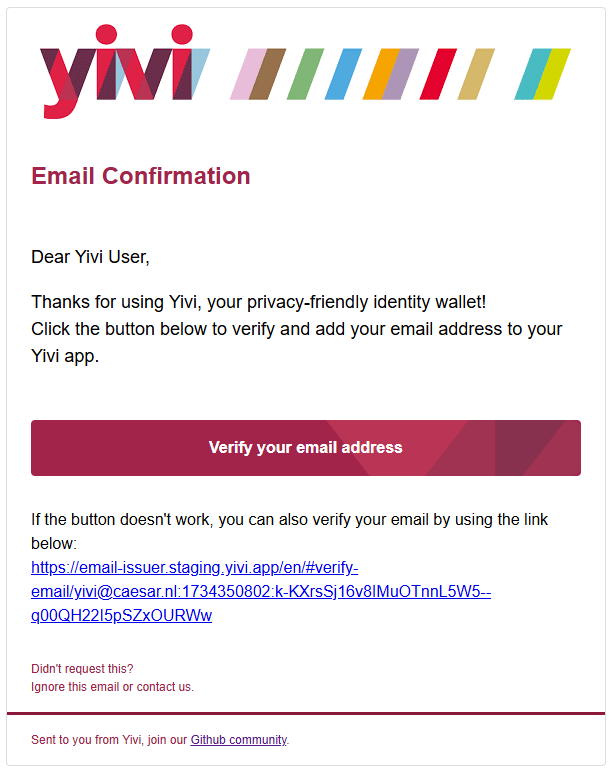 yivi
Email Confirmation
Dear Yivi User,
Thanks for using Yivi, your privacy-friendly identity wallet!
Click the button below to verify and add your email address to your
Yivi app.
Verify your email address
If the button doesn't work, you can also verify your email by using the link
below:
https://email-issuer.staging.yivi.app/en/#verify-
email/yivi@caesar.nl:1734350802:k-KXrsSj16v8IMuOTnnL5W5--
q00QH22I5pSZxOURWw
Didn't request this?
Ignore this email or contact us.
Sent to you from Yivi, join our Github community.